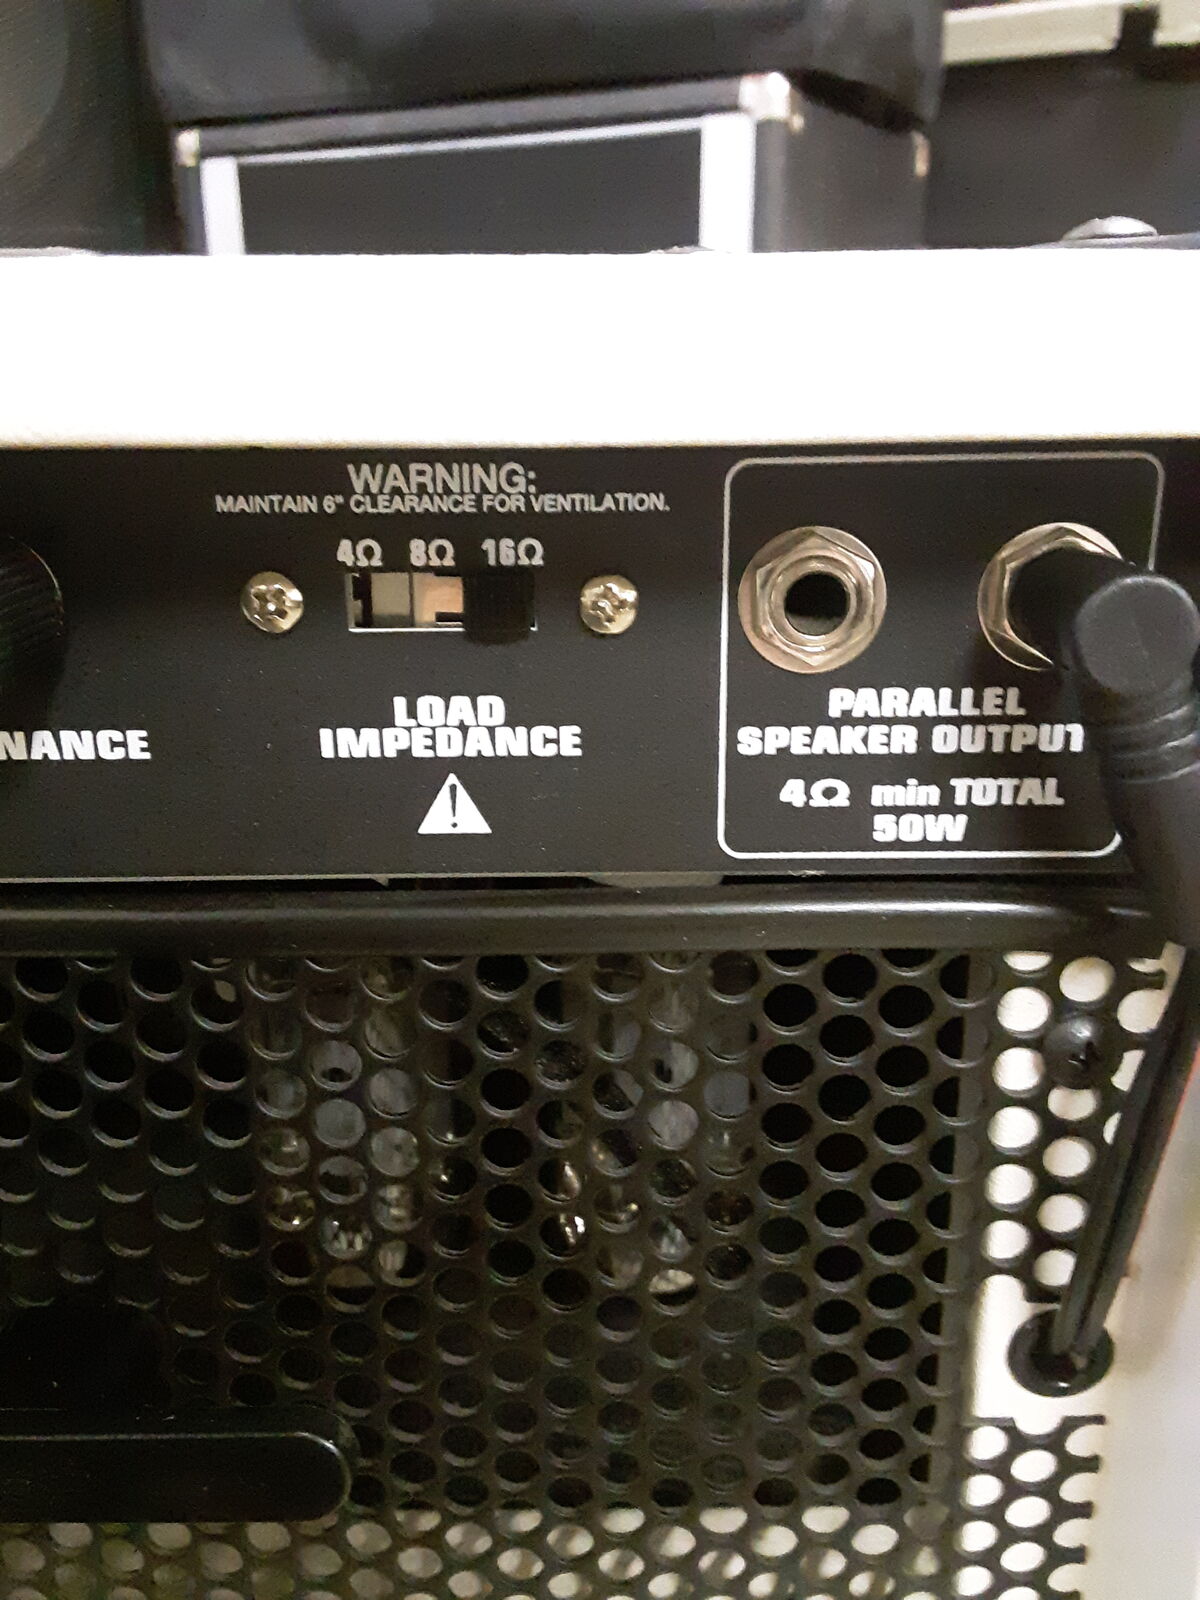 WARNING:
MAINTAIN 6" CLEARANCE FOR VENTILATION.
4Ω 8Ω 16Ω
NANCE
LOAD
IMPEDANCE
PARALLEL
SPEAKER OUTPUT
4Ω min TOTAL
50W